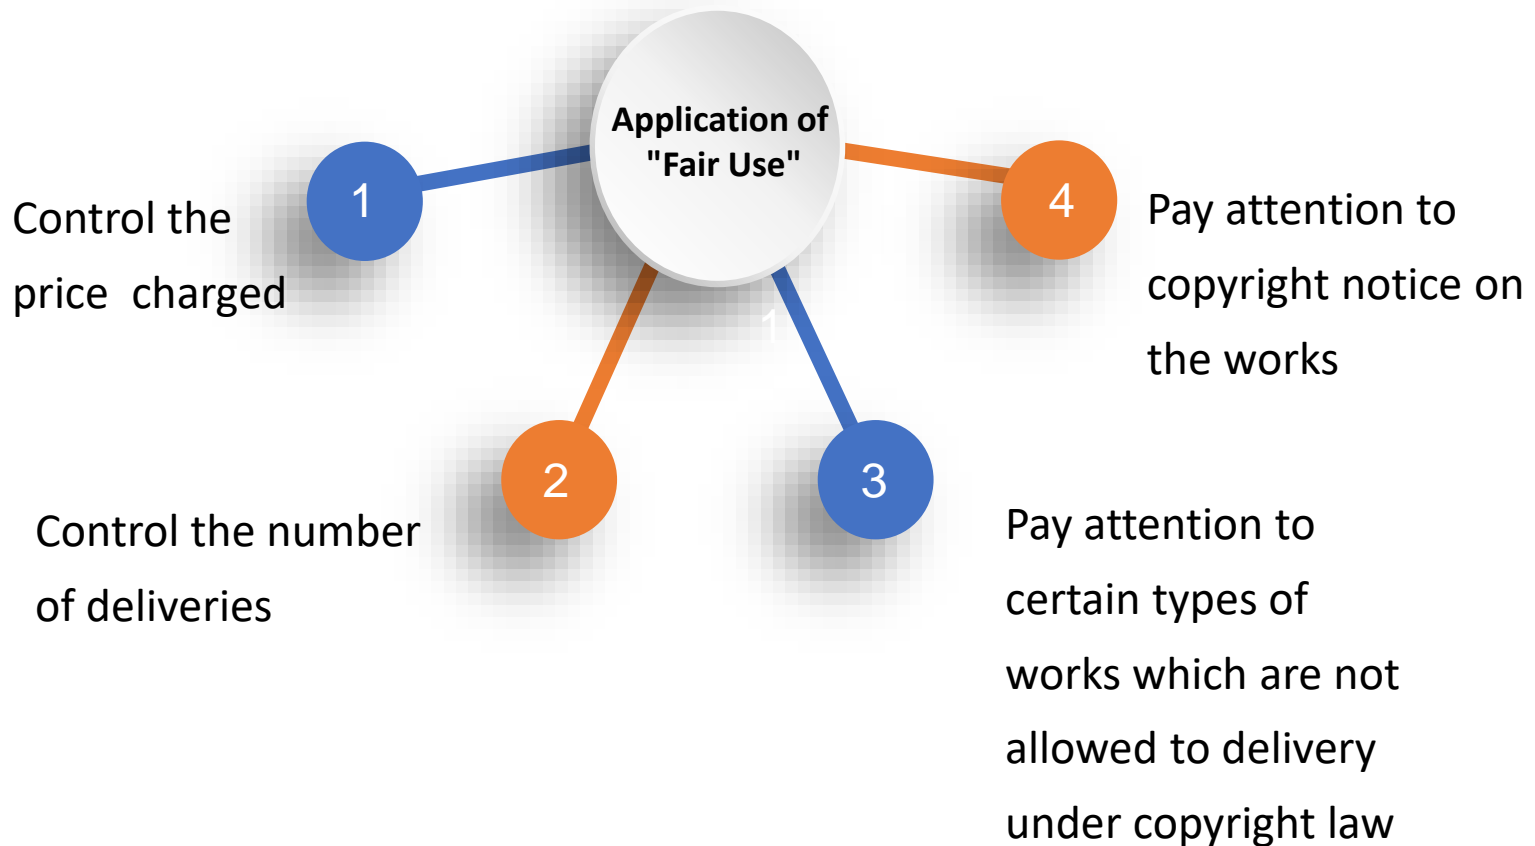 Application of
"Fair Use"
1
Control the
price  charged
2
Control the number
of deliveries
1
3
Pay attention to
certain types of
works which are not
allowed to delivery
under copyright law
4
Pay attention to
copyright notice on
the works